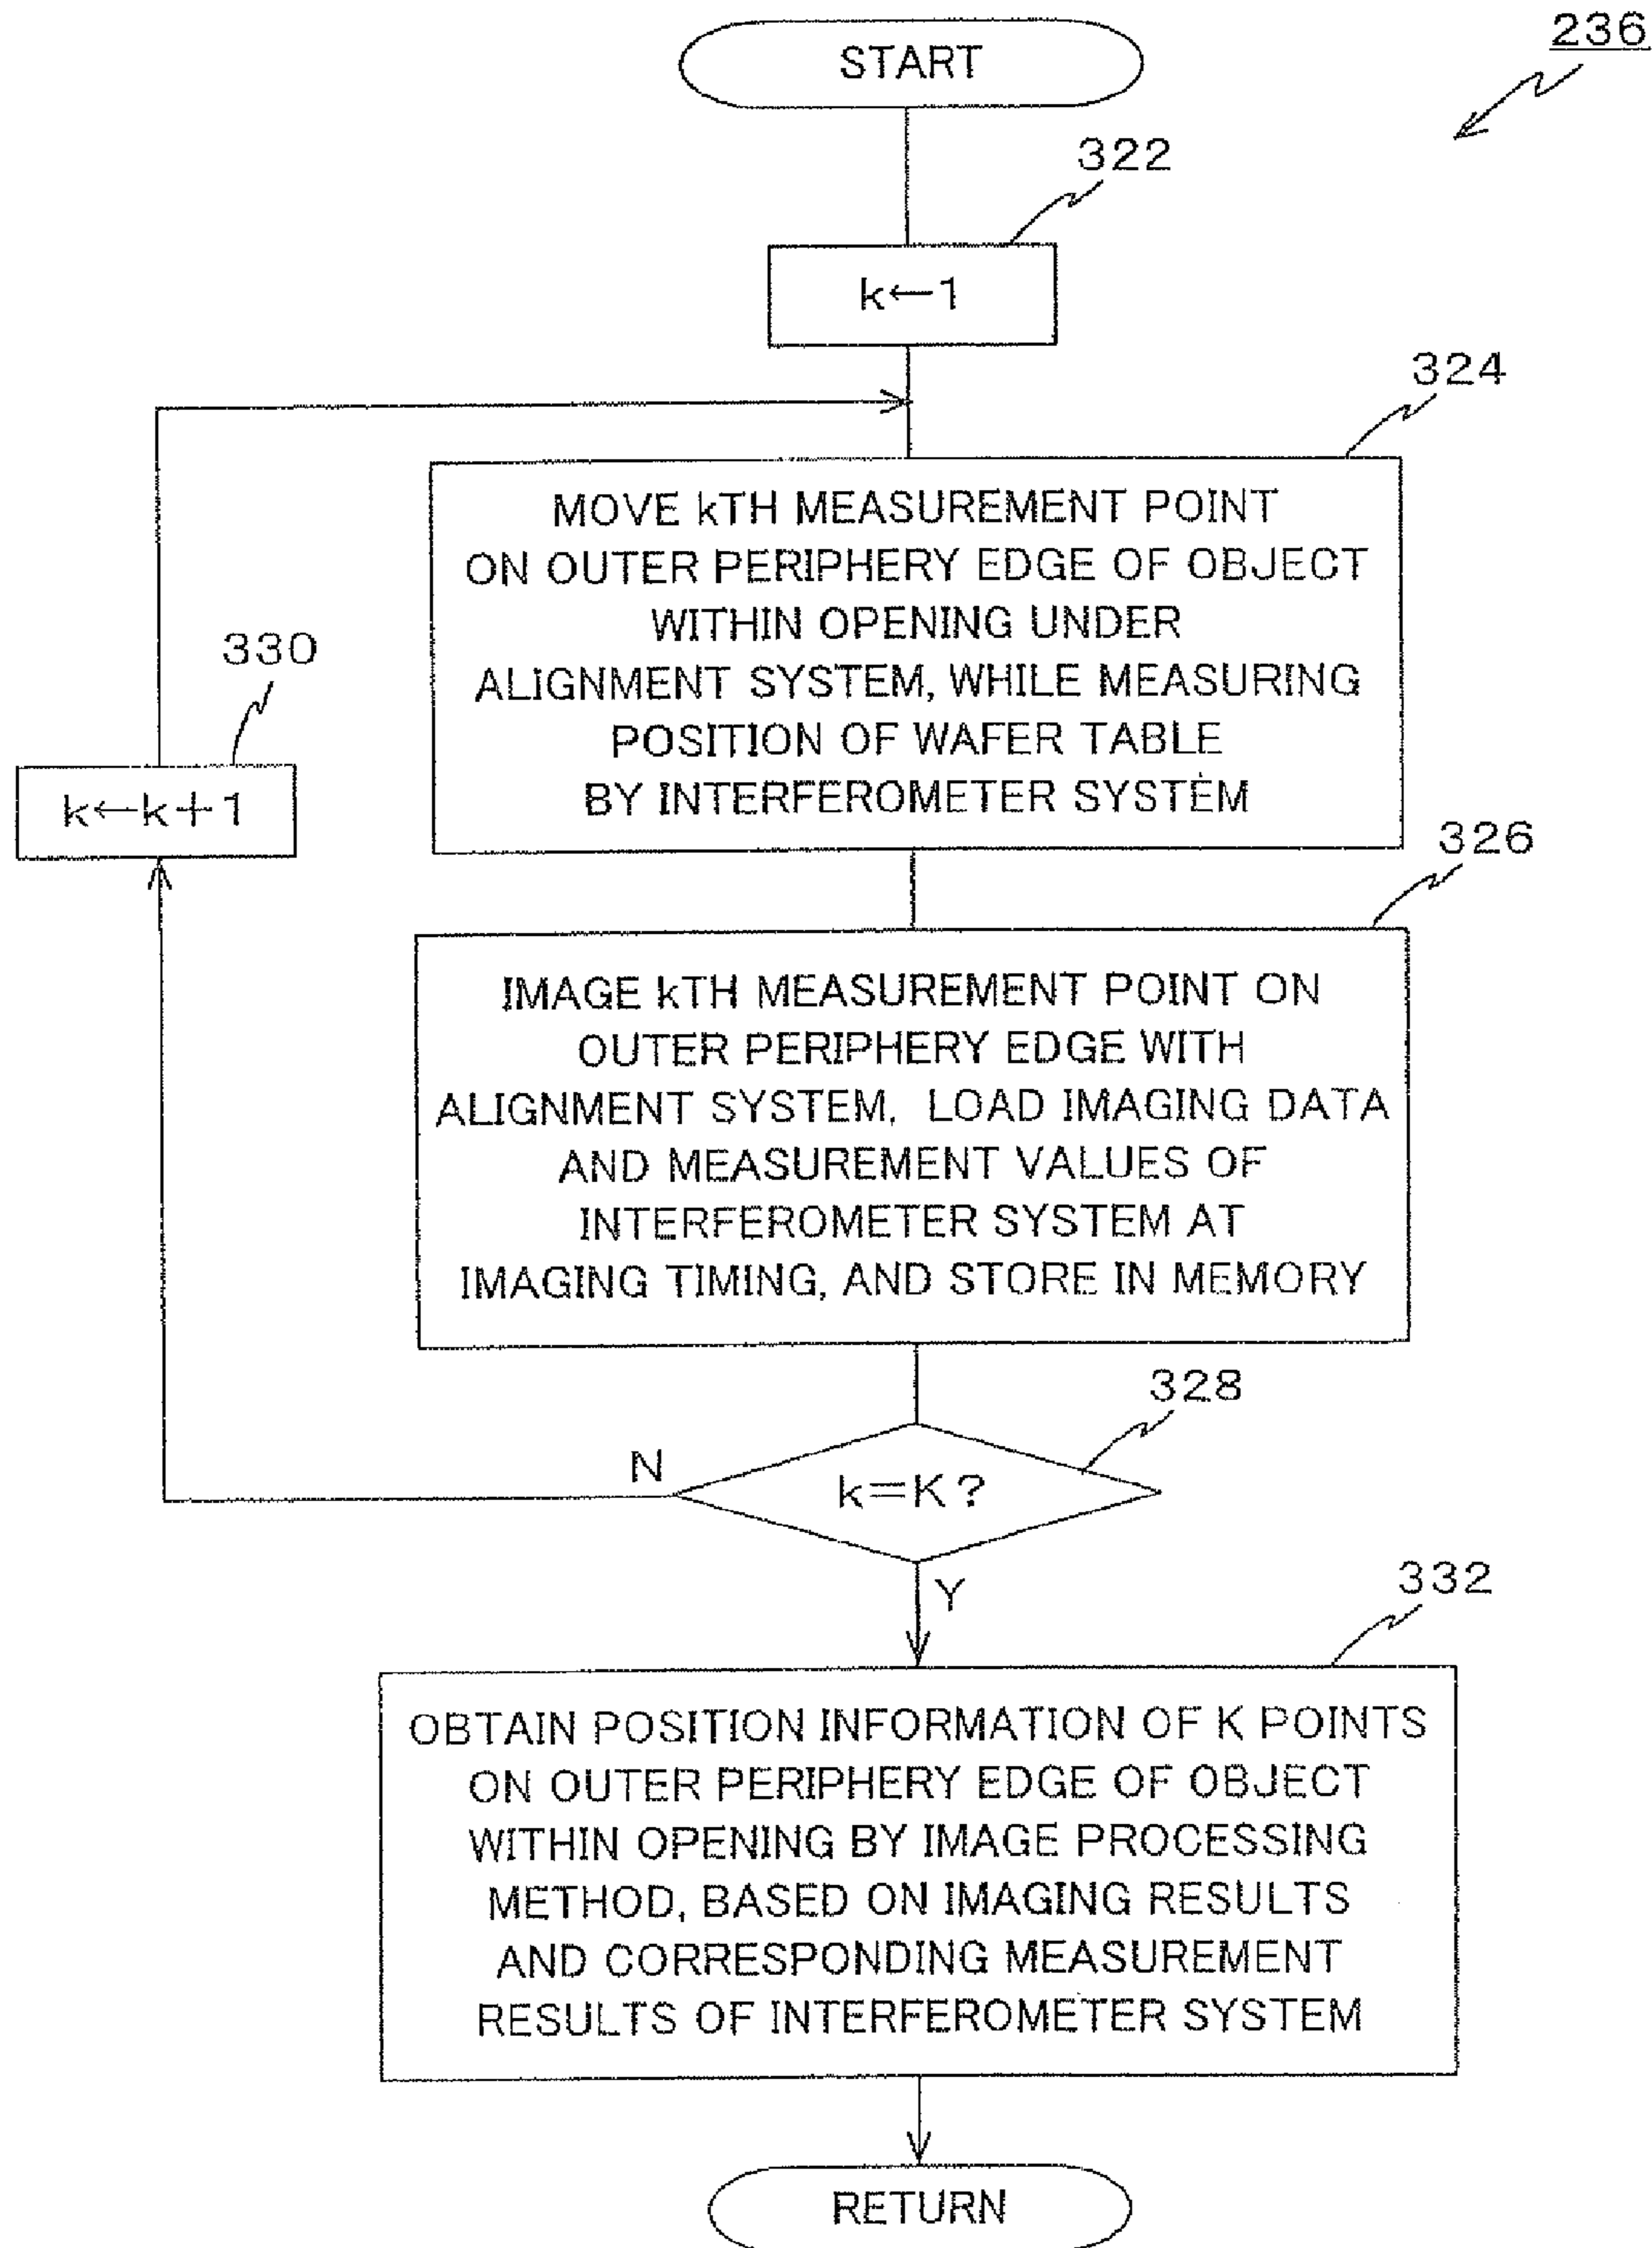 236
START
322
k←1
324
MOVE kTH MEASUREMENT POINT
ON OUTER PERIPHERY EDGE OF OBJECT
WITHIN OPENING UNDER
ALIGNMENT SYSTEM, WHILE MEASURING
POSITION OF WAFER TABLE
BY INTERFEROMETER SYSTEM
330
k←k+1
326
IMAGE kTH MEASUREMENT POINT ON
OUTER PERIPHERY EDGE WITH
ALIGNMENT SYSTEM, LOAD IMAGING DATA
AND MEASUREMENT VALUES OF
INTERFEROMETER SYSTEM AT
IMAGING TIMING, AND STORE IN MEMORY
328
N
k=K?
Y
332
OBTAIN POSITION INFORMATION OF K POINTS
ON OUTER PERIPHERY EDGE OF OBJECT
WITHIN OPENING BY IMAGE PROCESSING
METHOD, BASED ON IMAGING RESULTS
AND CORRESPONDING MEASUREMENT
RESULTS OF INTERFEROMETER SYSTEM
RETURN